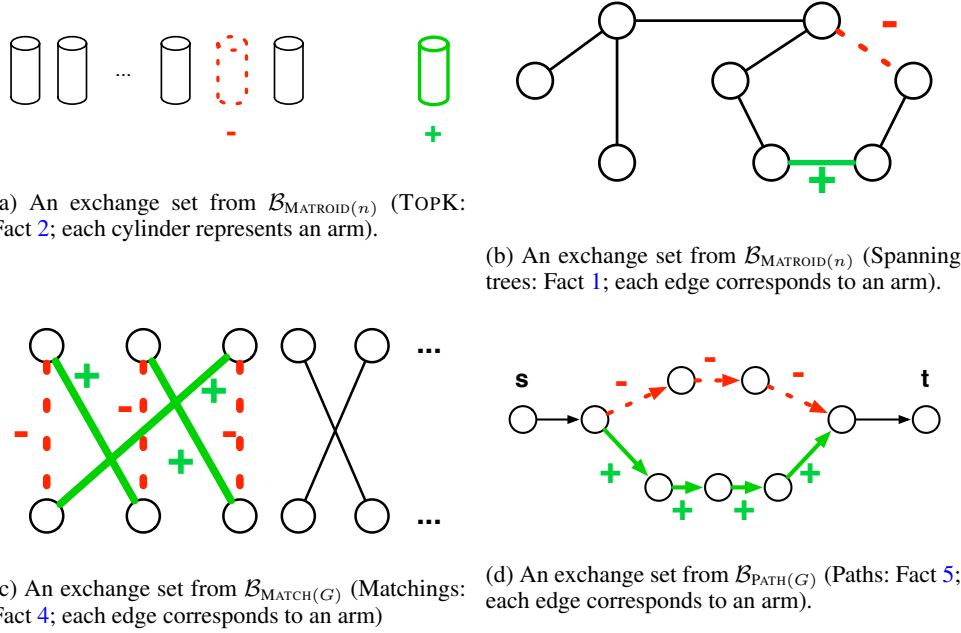 ...
-
+
-
+
a) An exchange set from B_MATROID(n) (TOPK:
Fact 2; each cylinder represents an arm).
(b) An exchange set from B_MATROID(n) (Spanning
trees: Fact 1; each edge corresponds to an arm).
...
+
+
-
-
-
+
...
s
t
-
-
-
+
+
+
+
c) An exchange set from B_MATCH(G) (Matchings:
Fact 4; each edge corresponds to an arm)
(d) An exchange set from B_PATH(G) (Paths: Fact 5;
each edge corresponds to an arm).